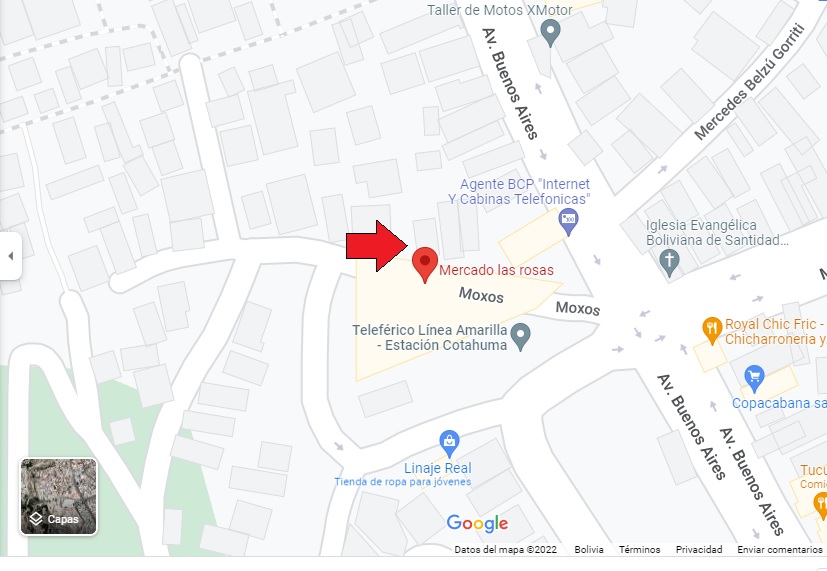 Taller de Motos XMotor
Av. Buenos Aires
Mercedes Belzú Gorriti
Agente BCP "Internet
Y Cabinas Telefonicas"
Iglesia Evangélica
Boliviana de Santidad...
Mercado las rosas
Moxos
Moxos
Teleférico Línea Amarilla
- Estación Cotahuma
Royal Chic Fric -
Chicharroneria y
Copacabana sa
Av. Buenos Aires
Av. Buenos Aires
Linaje Real
Tienda de ropa para jóvenes
Tucu
Comi
Capas
Google
Datos del mapa ©2022 Bolivia Términos Privacidad Enviar comentarios